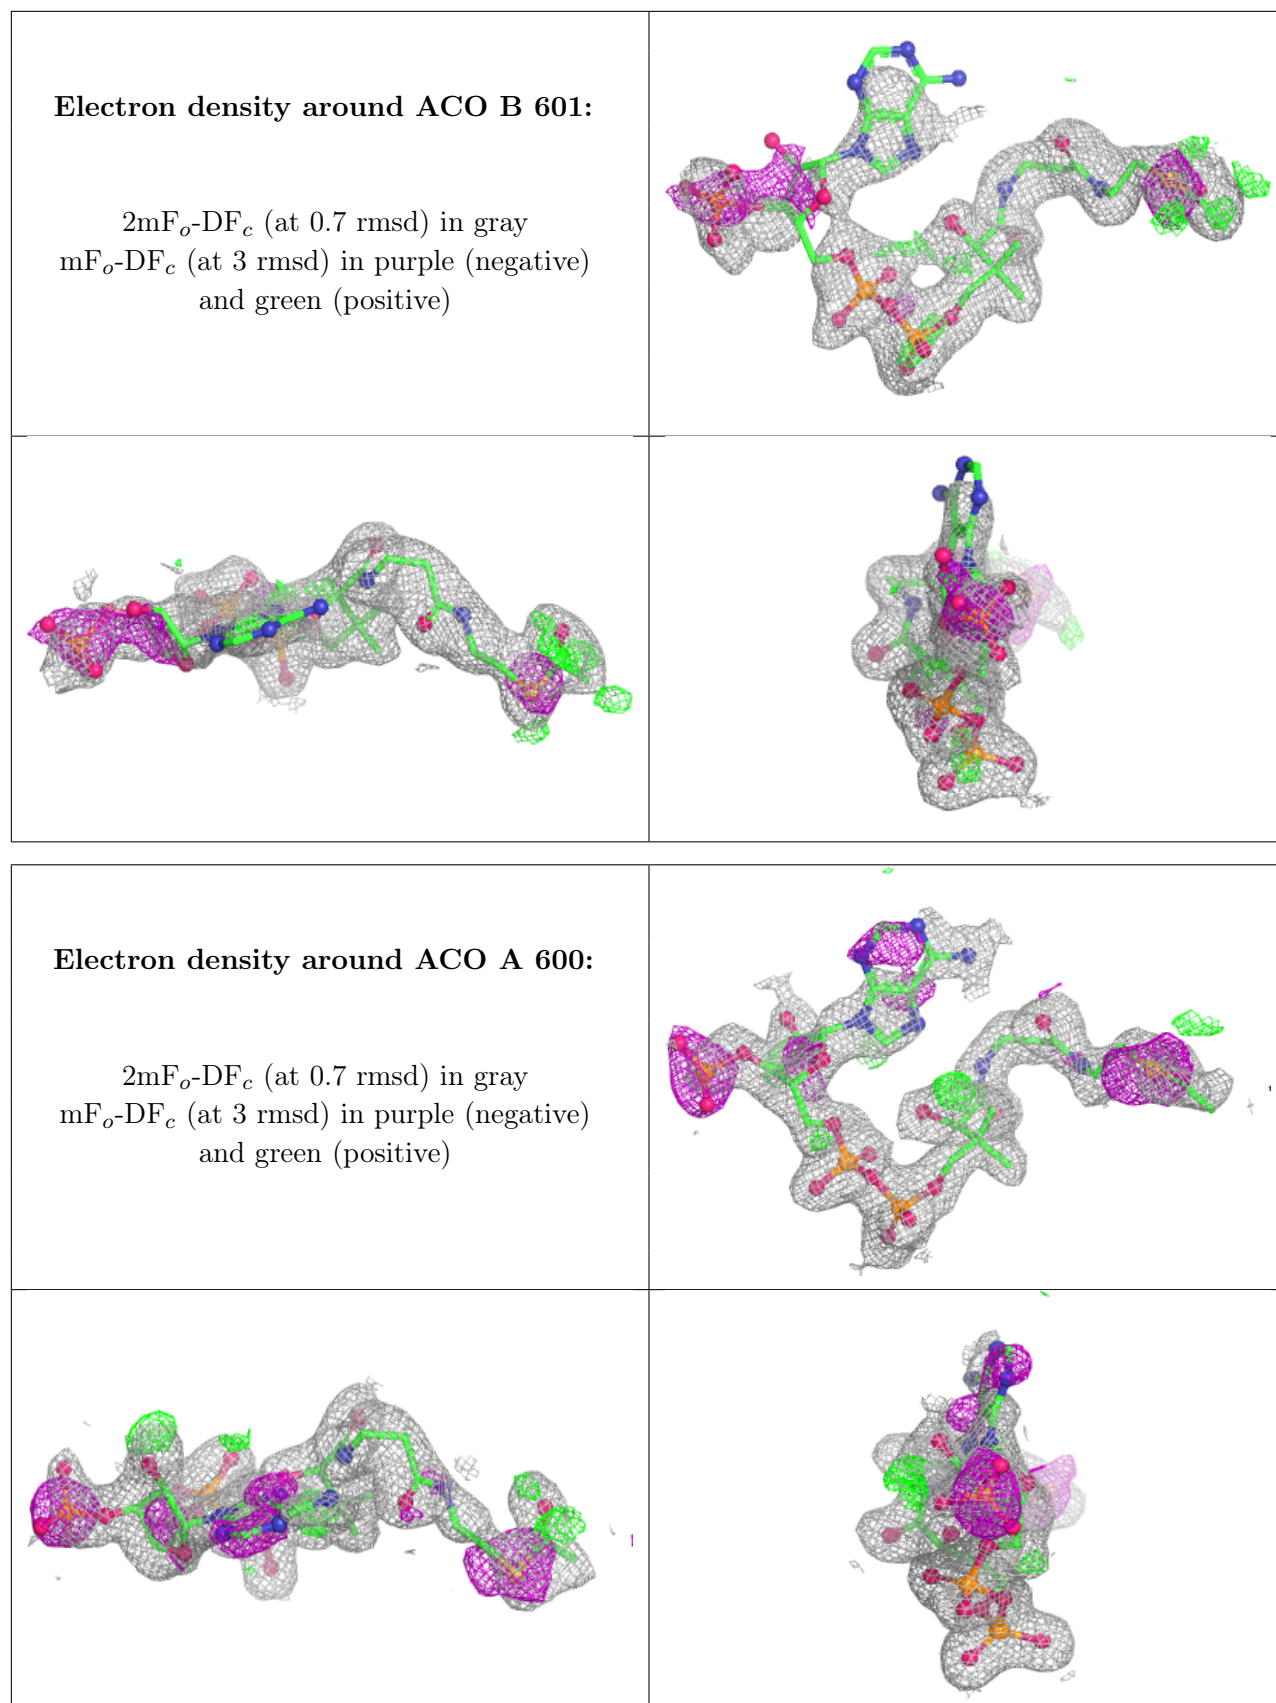 Electron density around ACO B 601:
2mFo-DFc (at 0.7 rmsd) in gray
mFo-DFc (at 3 rmsd) in purple (negative)
and green (positive)
Electron density around ACO A 600:
2mFo-DFc (at 0.7 rmsd) in gray
mFo-DFc (at 3 rmsd) in purple (negative)
and green (positive)